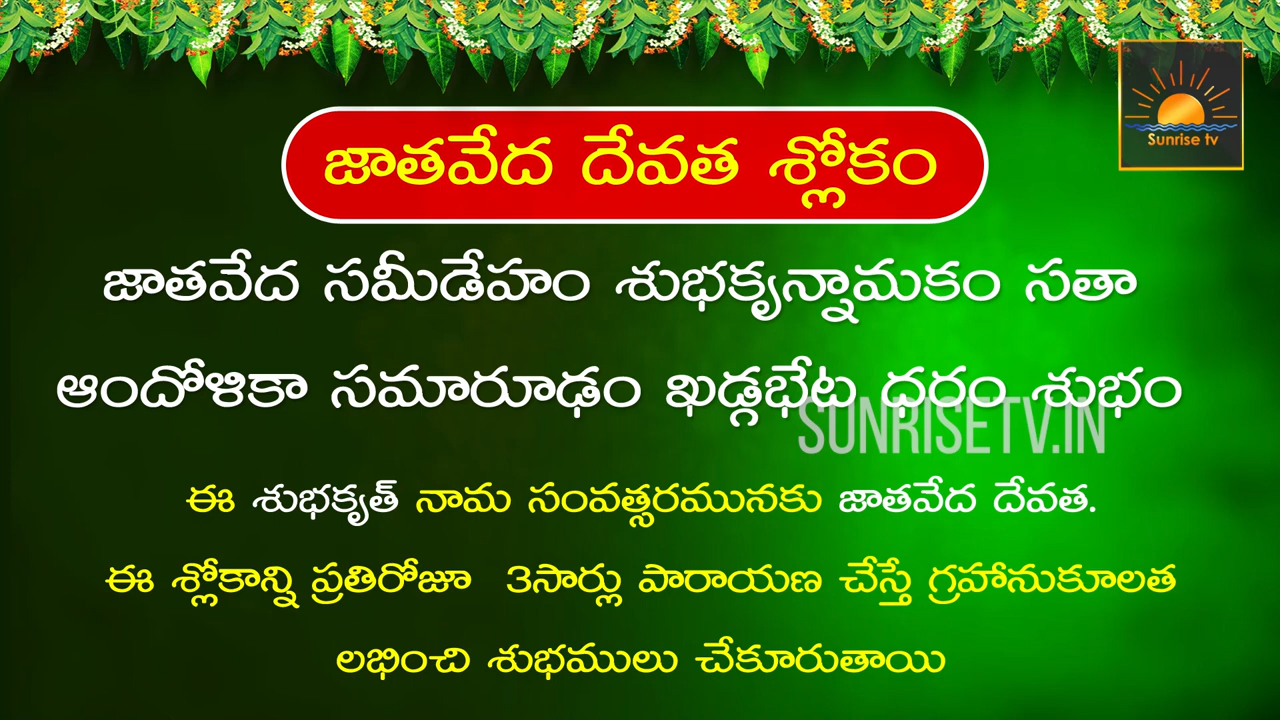 Sunrise tv
జాతవేద దేవత శ్లోకం
జాతవేద సమీడేహం శుభకృన్నామకం సతా
ఆందోళికా సమారూఢం ఖడ్గభేట ధరం శుభం
SUNRISETV.IN
ఈ శుభకృత్ నామ సంవత్సరమునకు జాతవేద దేవత.
ఈ శ్లోకాన్ని ప్రతిరోజూ 3సార్లు పారాయణ చేస్తే గ్రహానుకూలత
లభించి శుభములు చేకూరుతాయి